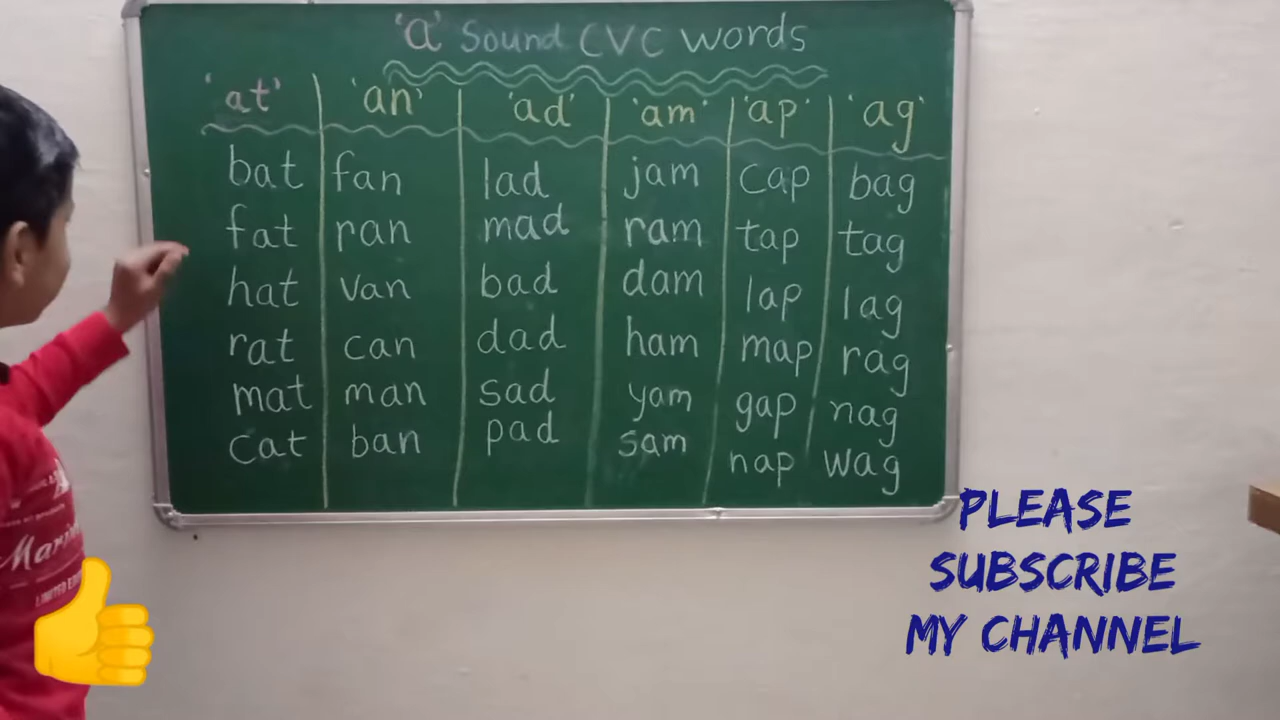 'a' Sound CVC words
'at' 'an' 'ad' 'am' 'ap' 'ag'
bat fan lad jam cap bag
fat ran mad ram tap tag
hat van bad dam lap lag
rat can dad ham map rag
mat man sad yam gap nag
cat ban pad sam nap wag
PLEASE
SUBSCRIBE
MY CHANNEL